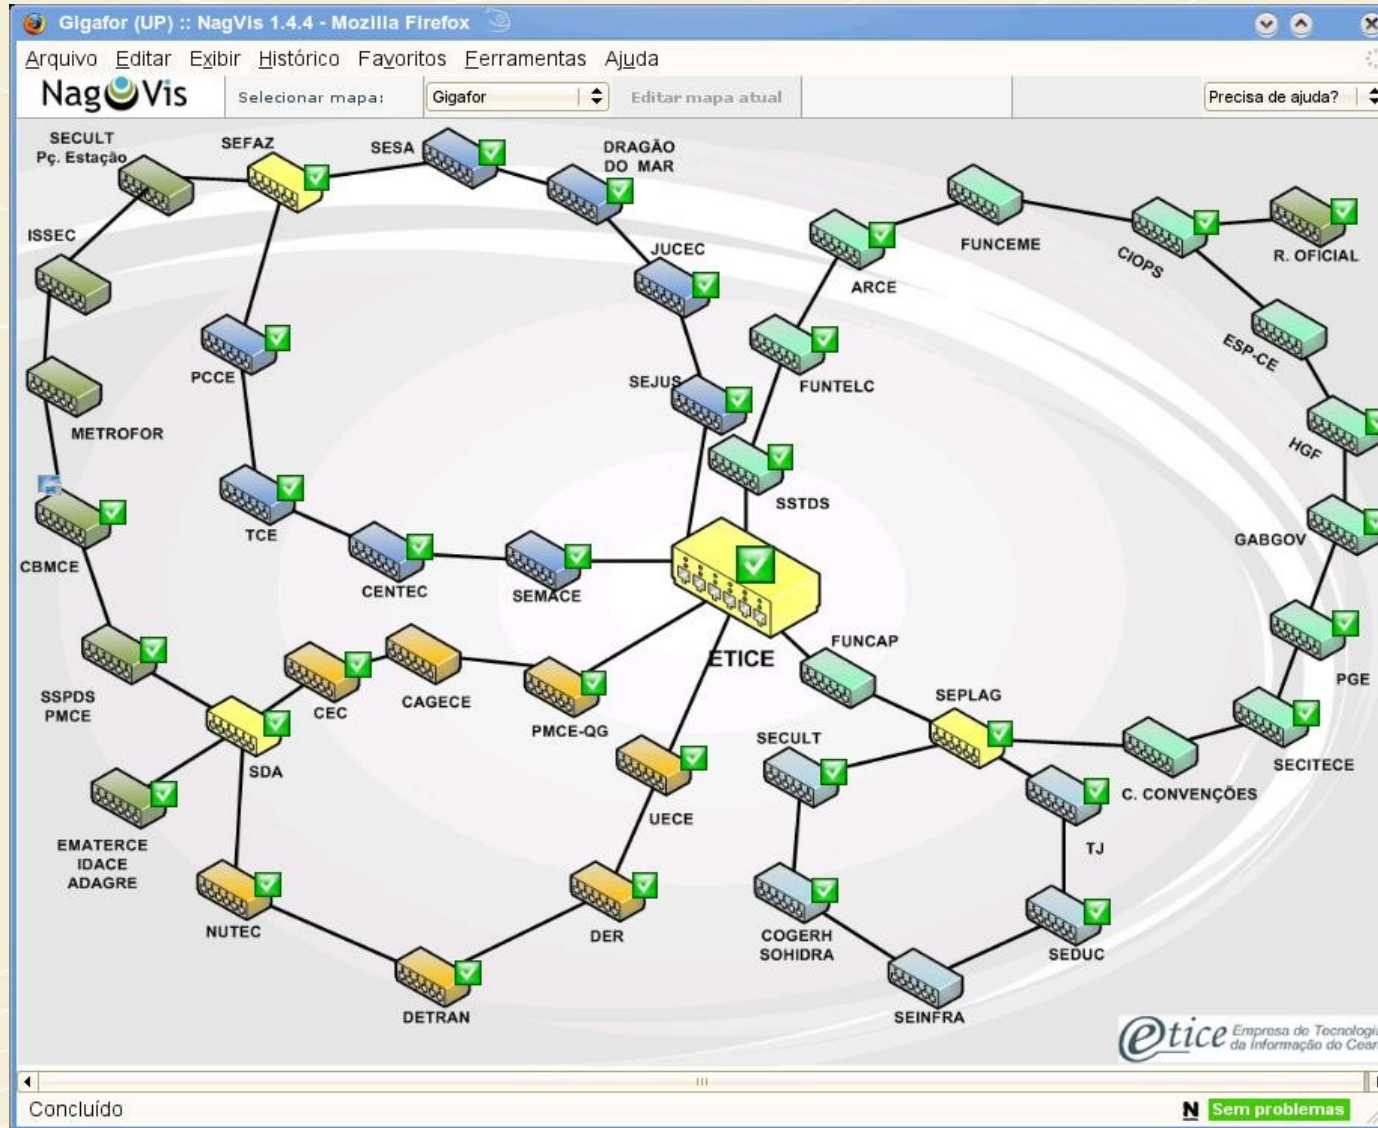 Gigafor (UP) :: NagVis 1.4.4 - Mozilla Firefox
Arquivo Editar Exibir Histórico Favoritos Ferramentas Ajuda
NagVis
Selecionar mapa:
Gigafor
Editar mapa atual
Precisa de ajuda?
SECULT
Pç. Estação
SEFAZ
SESA
DRAGÃO
DO MAR
ISSEC
JUCEC
ARCE
FUNCEME
CIOPS
R. OFICIAL
PCCE
SEJUS
FUNTELC
ESP-CE
METROFOR
HGF
SSTDS
TCE
GABGOV
CBMCE
CENTEC
SEMACE
ETICE
FUNCAP
PGE
SSPDS
PMCE
CEC
CAGECE
PMCE-QG
SEPLAG
SECULT
SDA
SECITECE
C. CONVENÇÕES
UECE
TJ
EMATERCE
IDACE
ADAGRE
NUTEC
DER
COGERH
SOHIDRA
SEDUC
DETRAN
SEINFRA
etice
Empresa de Tecnologia
da Informação do Cear
Concluído
N Sem problemas